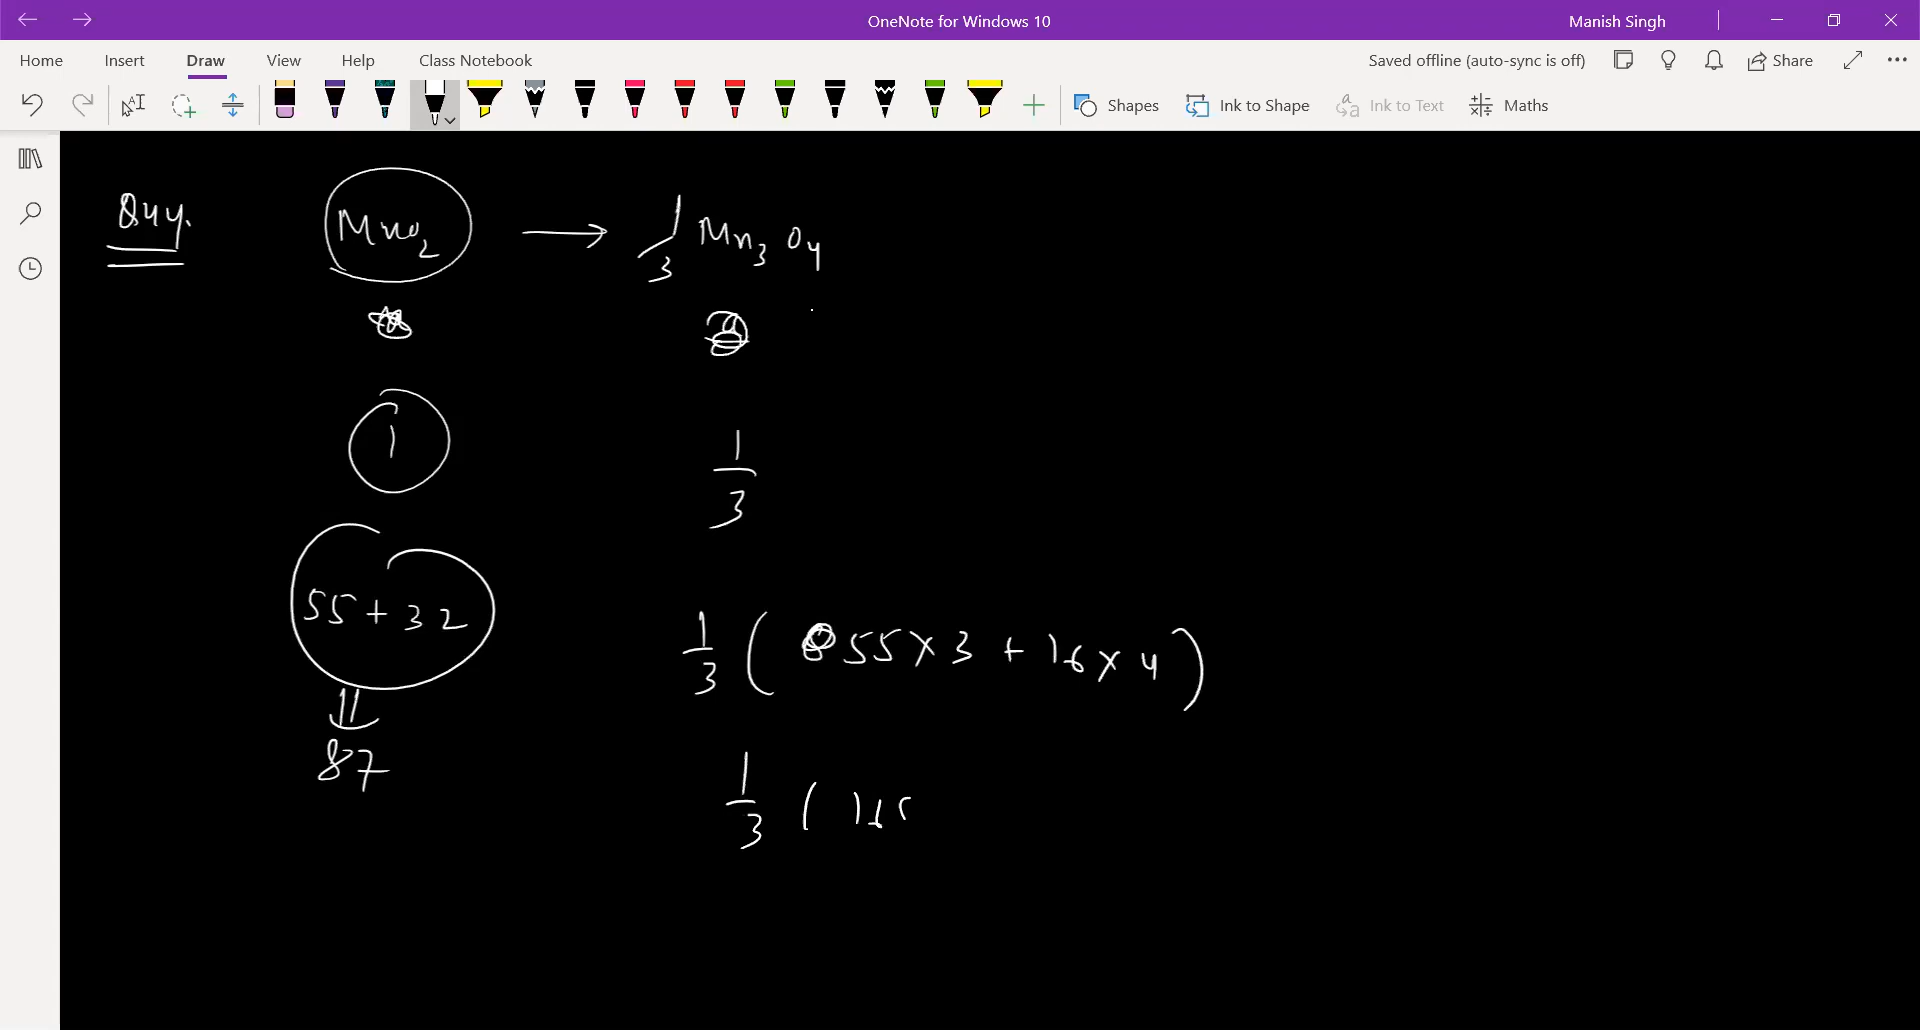 OneNote for Windows 10
Manish Singh
Home Insert Draw View Help Class Notebook
Saved offline (auto-sync is off) Share
Shapes Ink to Shape Ink to Text Maths
Q44. MnO2 → 1/3 Mn3O4
1 1/3
55+32 1/3 ( 55×3 + 16×4 )
87 1/3 ( 16